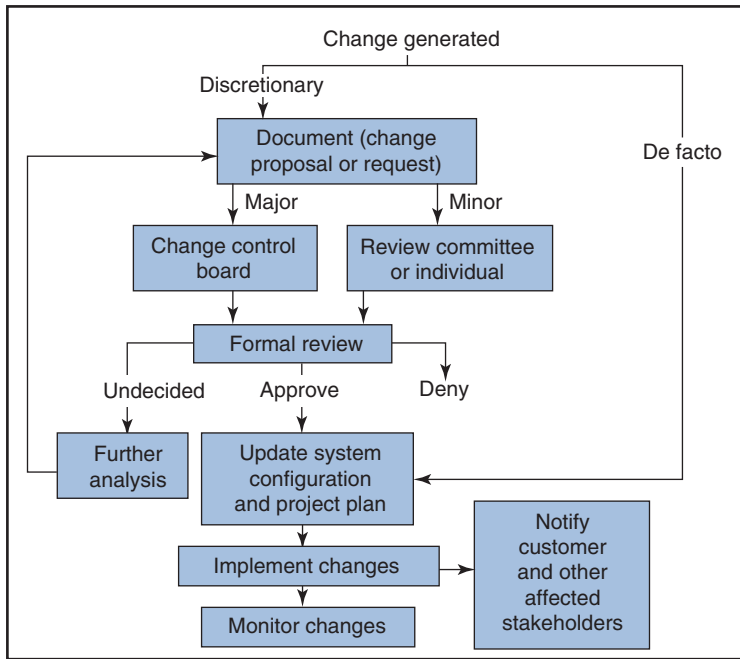 Change generated
Discretionary
Document (change
proposal or request)
De facto
Major
Minor
Change control
board
Review committee
or individual
Formal review
Undecided
Approve
Deny
Further
analysis
Update system
configuration
and project plan
Notify
customer
and other
affected
stakeholders
Implement changes
Monitor changes